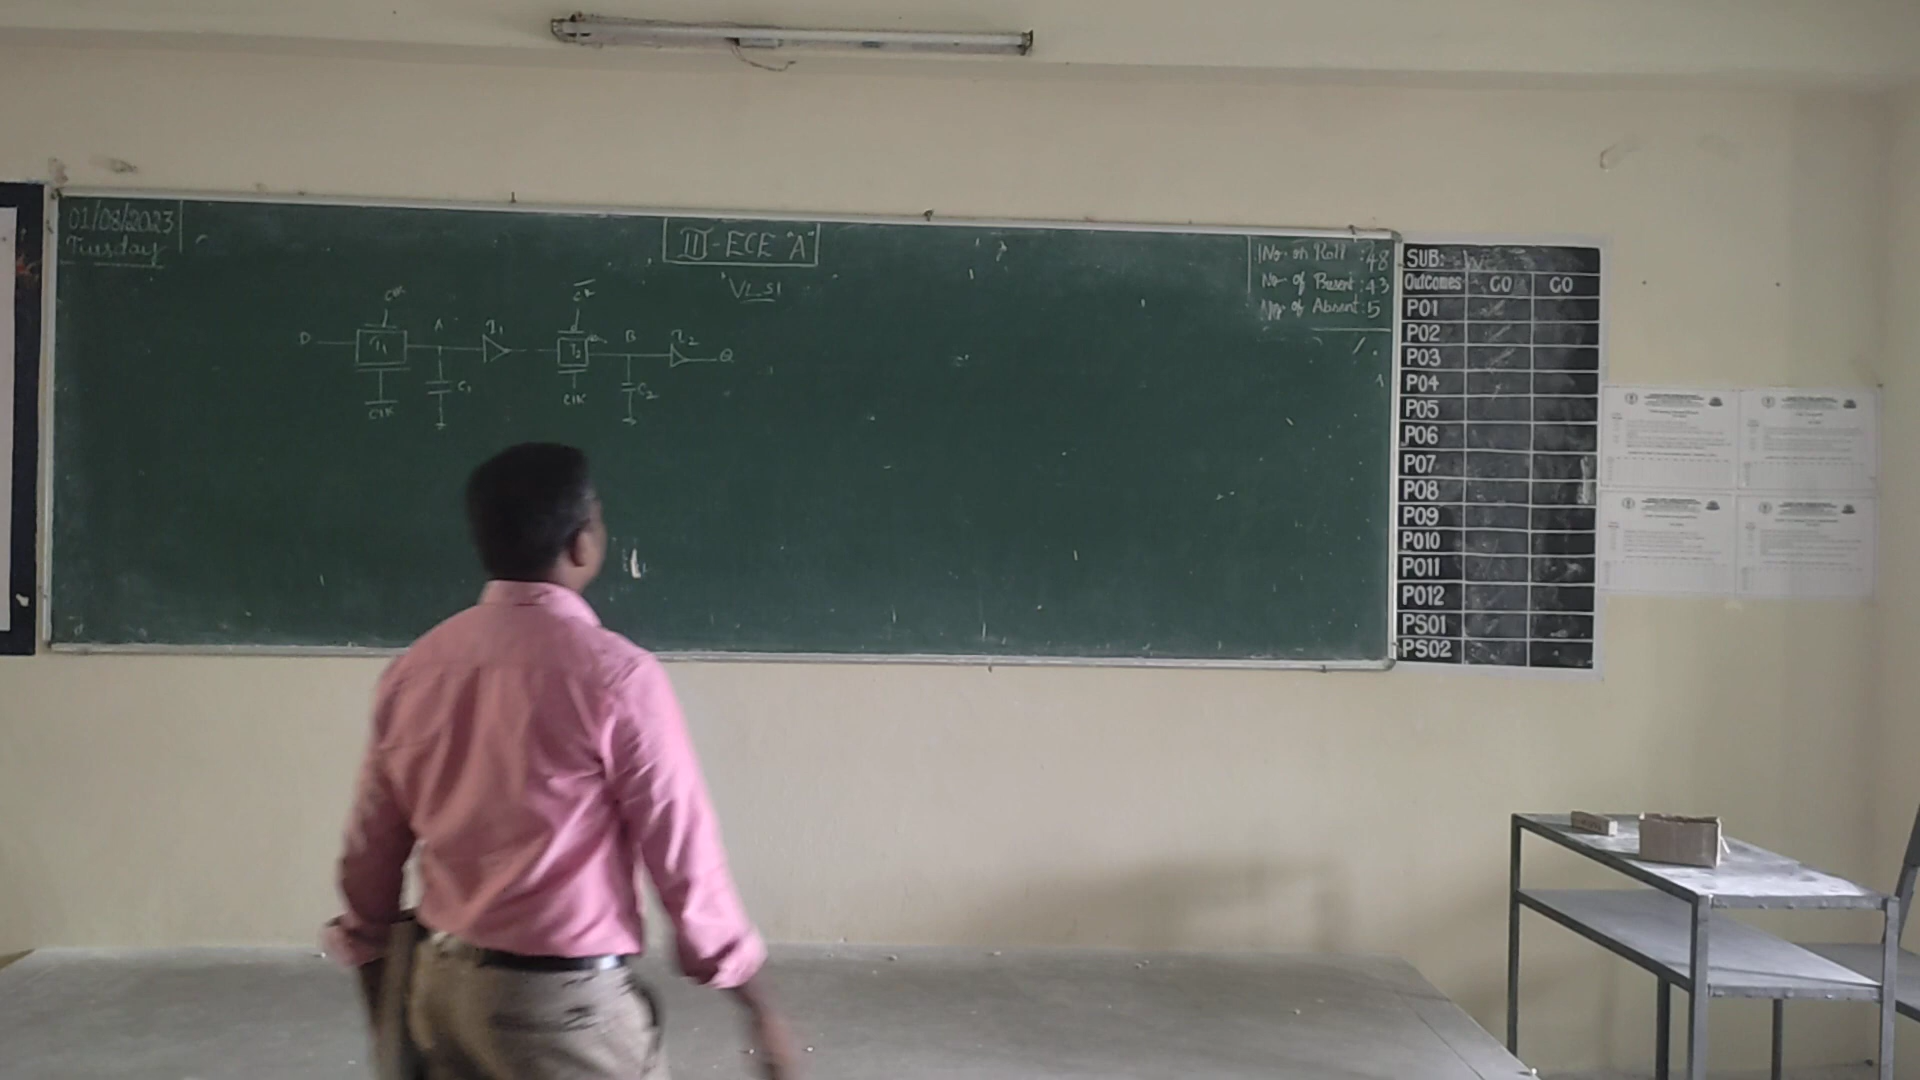 01/08/2023
Tuesday
III-ECE "A"
VLSI
No. on Roll : 48
No of Present : 43
No. of Absent : 5
D
T1
CLK
A
C1
I1
T2
CLK
B
C2
I2
Q
SUB:
Outcomes CO CO
PO1
PO2
PO3
PO4
PO5
PO6
PO7
PO8
PO9
PO10
PO11
PO12
PSO1
PSO2